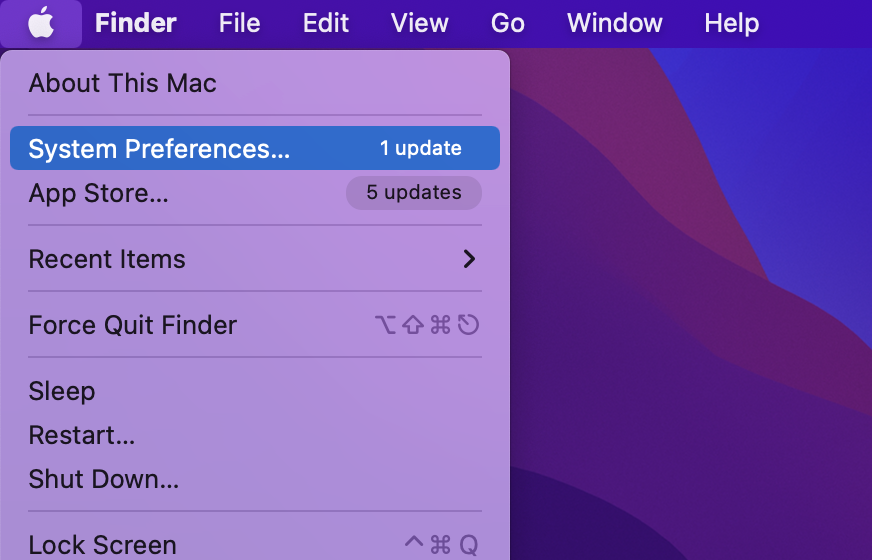 Finder File Edit View Go Window Help
About This Mac
System Preferences... 1 update
App Store... 5 updates
Recent Items
Force Quit Finder ⌥⇧⌘⎋
Sleep
Restart...
Shut Down...
Lock Screen ^⌘Q